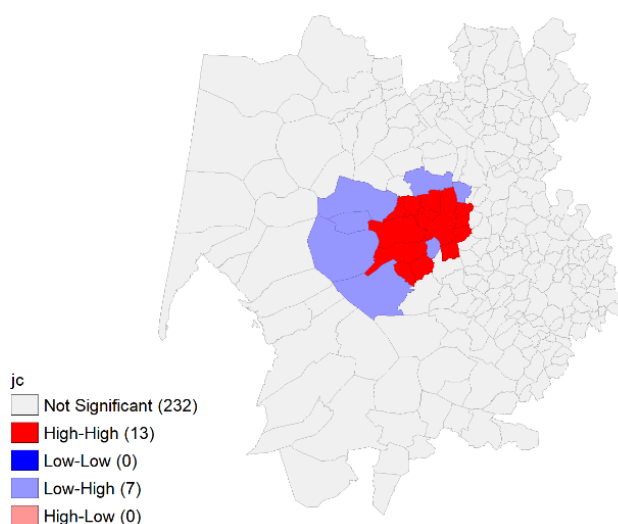 jc
Not Significant (232)
High-High (13)
Low-Low (0)
Low-High (7)
High-Low (0)